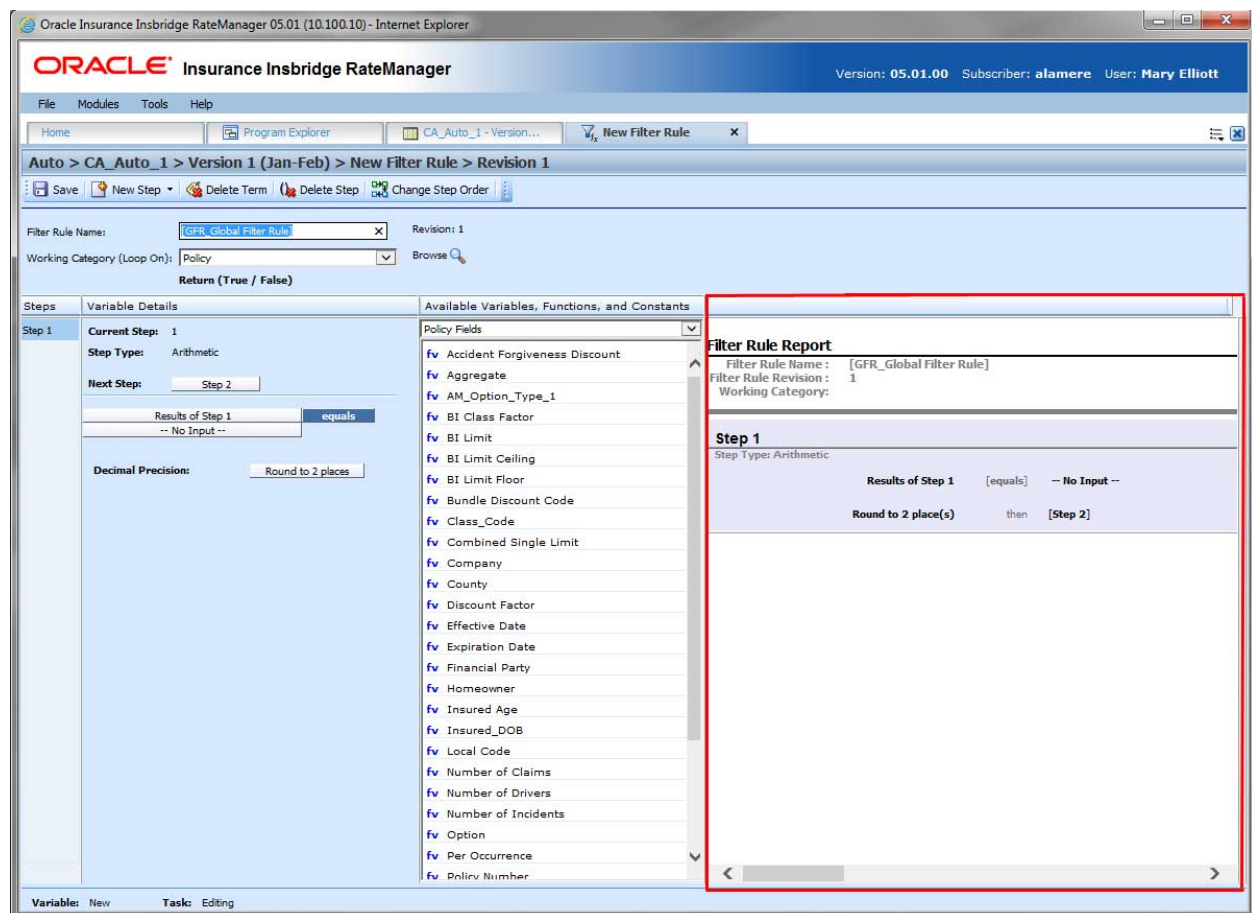 Oracle Insurance Insbridge RateManager 05.01 (10.100.10) - Internet Explorer
ORACLE Insurance Insbridge RateManager
Version: 05.01.00 Subscriber: alamere User: Mary Elliott
File Modules Tools Help
Home Program Explorer CA_Auto_1 - Version... New Filter Rule
Auto > CA_Auto_1 > Version 1 (Jan-Feb) > New Filter Rule > Revision 1
Save New Step Delete Term Delete Step Change Step Order
Filter Rule Name: [GFR_Global Filter Rule] Revision: 1
Working Category (Loop On): Policy Browse
Return (True / False)
Steps
Step 1
Variable Details
Current Step: 1
Step Type: Arithmetic
Next Step: Step 2
Results of Step 1 equals
-- No Input --
Decimal Precision: Round to 2 places
Available Variables, Functions, and Constants
Policy Fields
fv Accident Forgiveness Discount
fv Aggregate
fv AM_Option_Type_1
fv BI Class Factor
fv BI Limit
fv BI Limit Ceiling
fv BI Limit Floor
fv Bundle Discount Code
fv Class_Code
fv Combined Single Limit
fv Company
fv County
fv Discount Factor
fv Effective Date
fv Expiration Date
fv Financial Party
fv Homeowner
fv Insured Age
fv Insured_DOB
fv Local Code
fv Number of Claims
fv Number of Drivers
fv Number of Incidents
fv Option
fv Per Occurrence
fv Policy Number
Filter Rule Report
Filter Rule Name : [GFR_Global Filter Rule]
Filter Rule Revision : 1
Working Category:
Step 1
Step Type: Arithmetic
Results of Step 1 [equals] -- No Input --
Round to 2 place(s) then [Step 2]
Variable: New Task: Editing